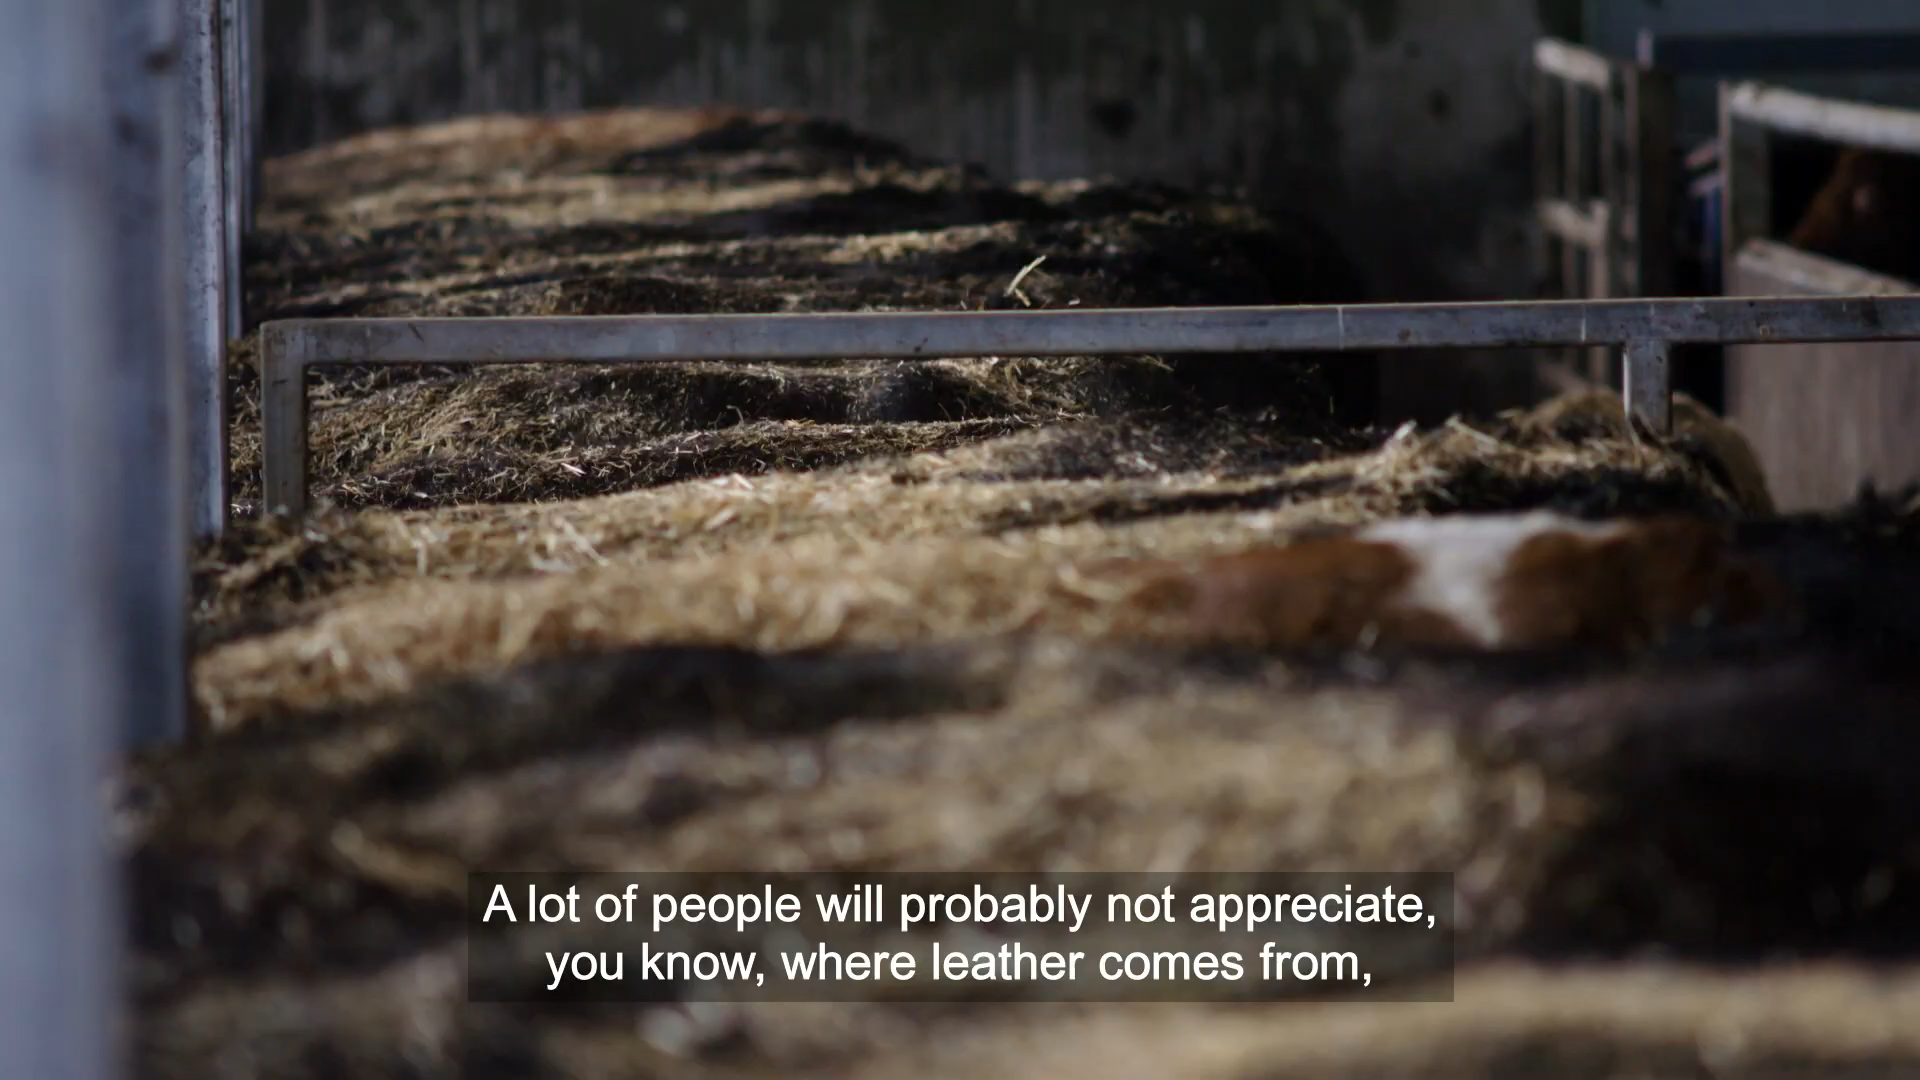 A lot of people will probably not appreciate,
you know, where leather comes from,